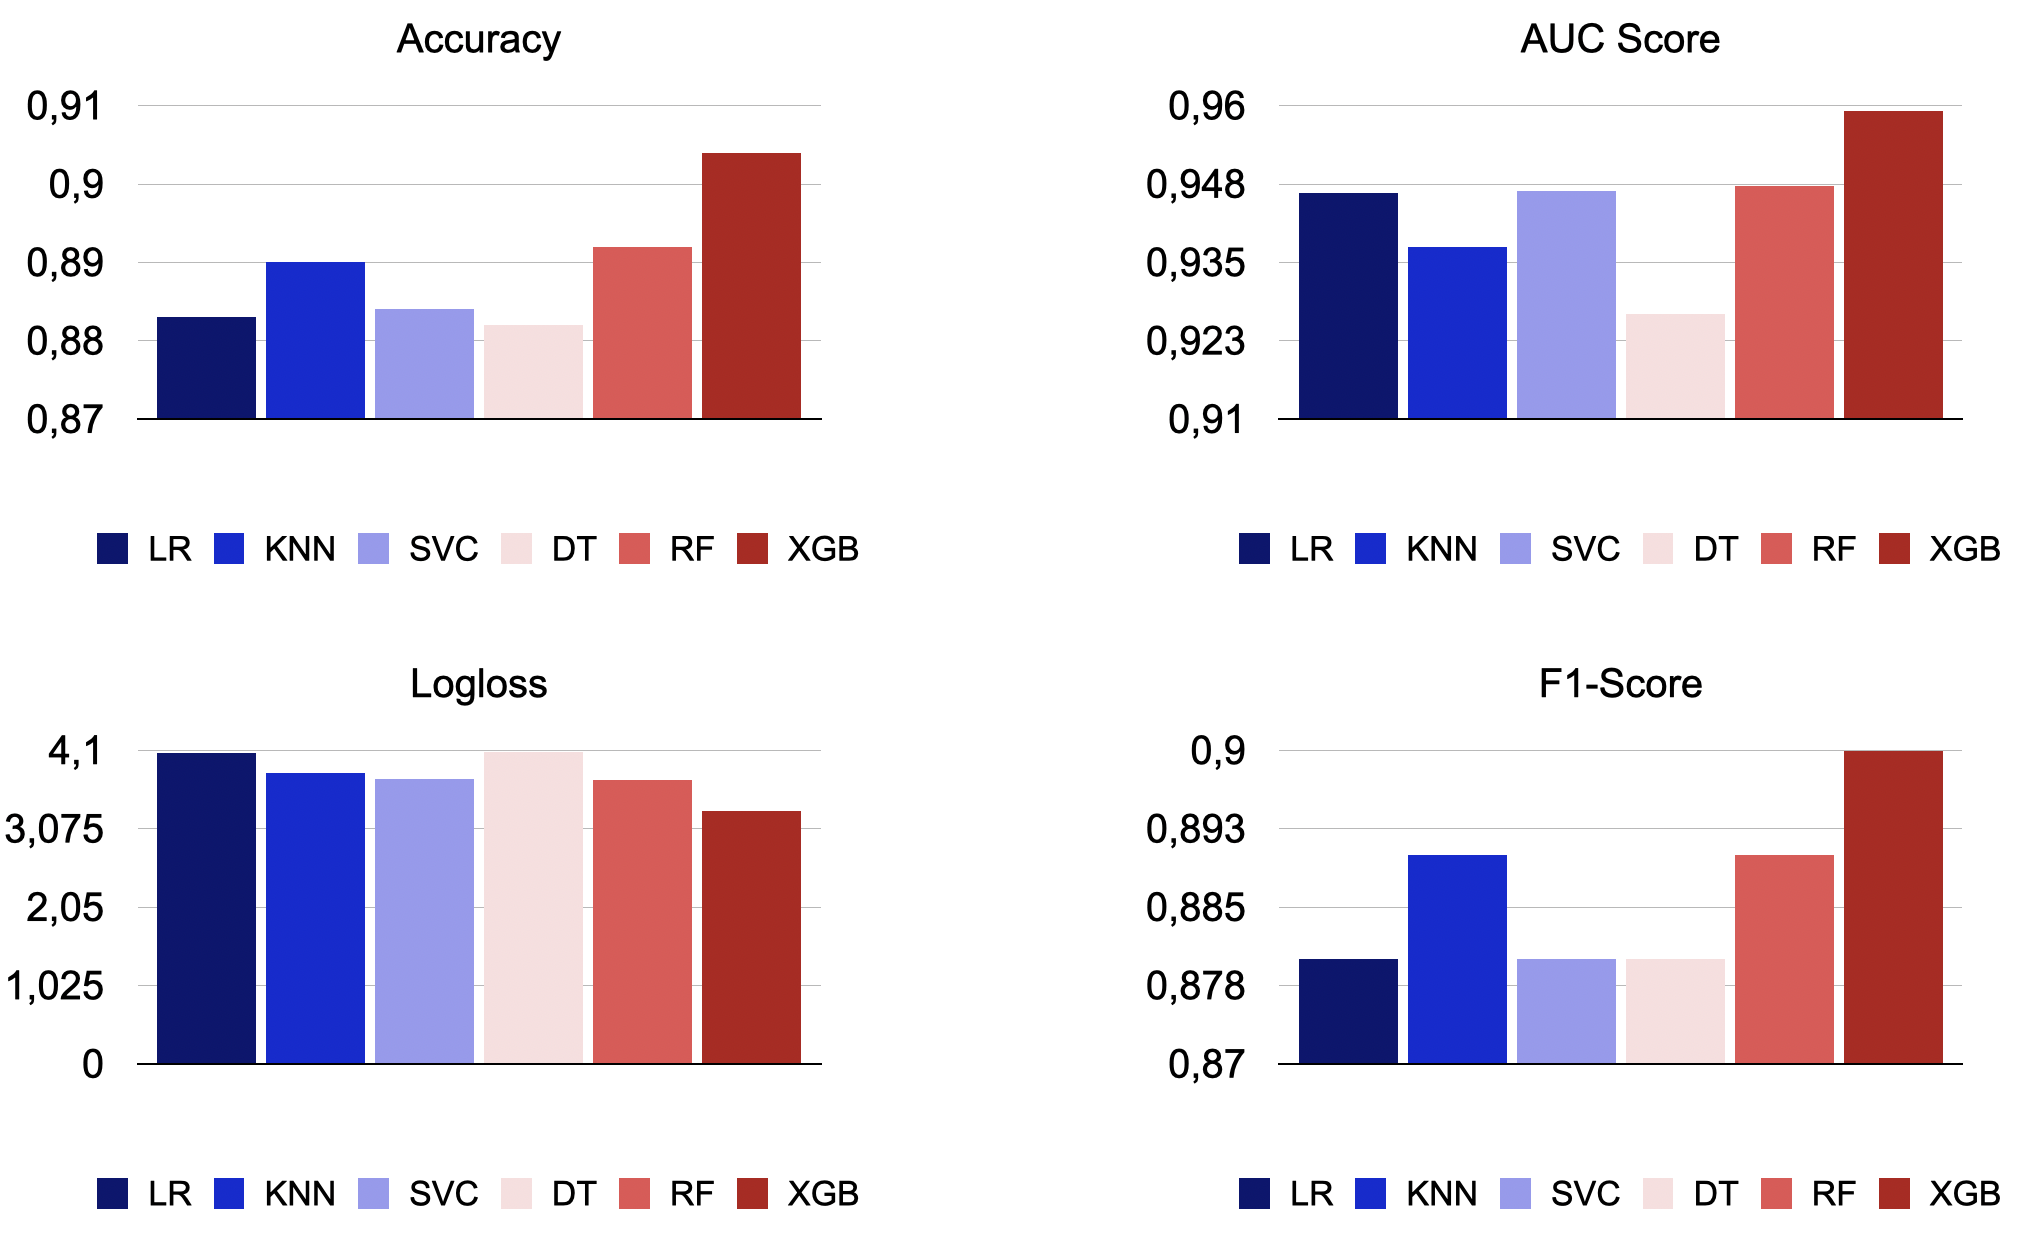 Accuracy
0,91
0,9
0,89
0,88
0,87
LR KNN SVC DT RF XGB
AUC Score
0,96
0,948
0,935
0,923
0,91
LR KNN SVC DT RF XGB
Logloss
4,1
3,075
2,05
1,025
0
LR KNN SVC DT RF XGB
F1-Score
0,9
0,893
0,885
0,878
0,87
LR KNN SVC DT RF XGB